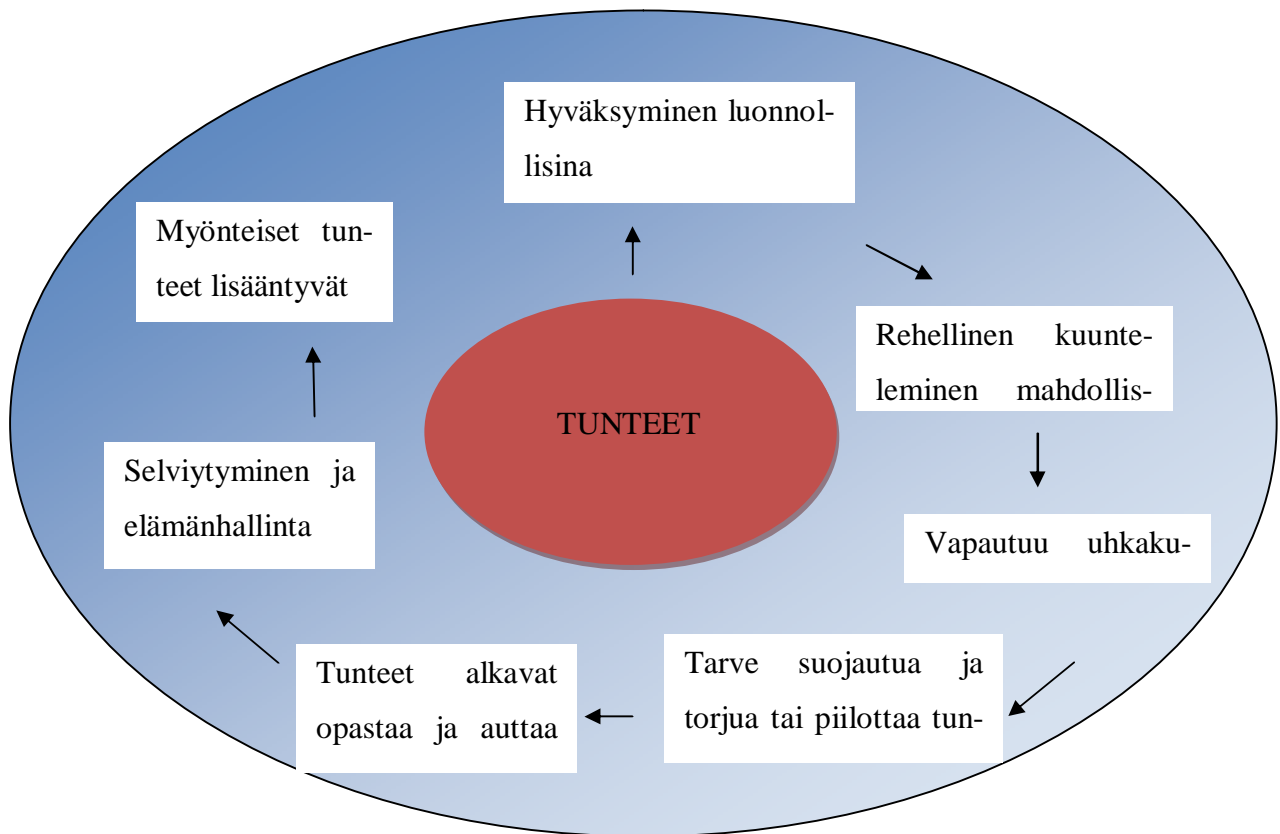 Hyväksyminen luonnol-
lisina
Rehellinen kuunte-
leminen mahdollis-
Vapautuu uhkaku-
Tarve suojautua ja
torjua tai piilottaa tun-
Tunteet alkavat
opastaa ja auttaa
Selviytyminen ja
elämänhallinta
Myönteiset tun-
teet lisääntyvät
TUNTEET